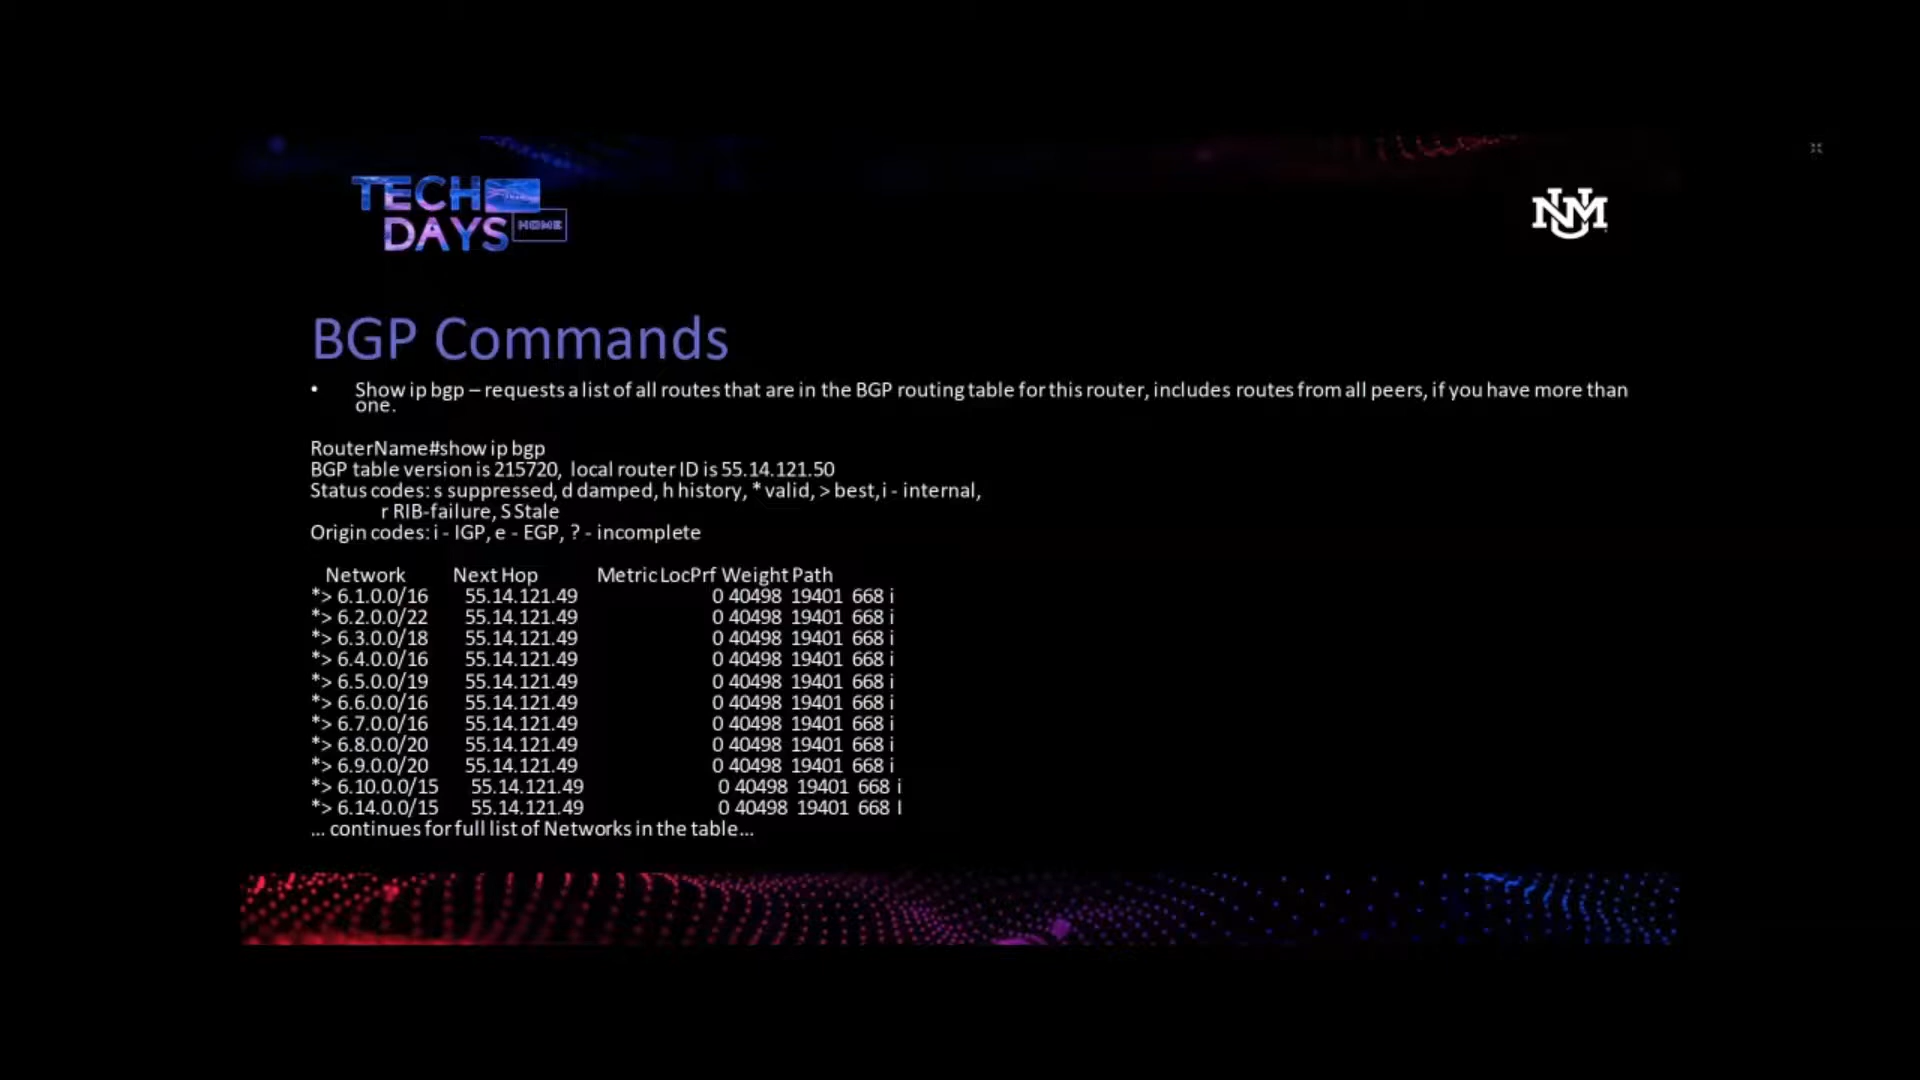 TECH
DAYS HOME
UNM
BGP Commands
• Show ip bgp – requests a list of all routes that are in the BGP routing table for this router, includes routes from all peers, if you have more than
one.
RouterName#show ip bgp
BGP table version is 215720, local router ID is 55.14.121.50
Status codes: s suppressed, d damped, h history, * valid, > best, i - internal,
r RIB-failure, S Stale
Origin codes: i - IGP, e - EGP, ? - incomplete
Network Next Hop Metric LocPrf Weight Path
*> 6.1.0.0/16 55.14.121.49 0 40498 19401 668 i
*> 6.2.0.0/22 55.14.121.49 0 40498 19401 668 i
*> 6.3.0.0/18 55.14.121.49 0 40498 19401 668 i
*> 6.4.0.0/16 55.14.121.49 0 40498 19401 668 i
*> 6.5.0.0/19 55.14.121.49 0 40498 19401 668 i
*> 6.6.0.0/16 55.14.121.49 0 40498 19401 668 i
*> 6.7.0.0/16 55.14.121.49 0 40498 19401 668 i
*> 6.8.0.0/20 55.14.121.49 0 40498 19401 668 i
*> 6.9.0.0/20 55.14.121.49 0 40498 19401 668 i
*> 6.10.0.0/15 55.14.121.49 0 40498 19401 668 i
*> 6.14.0.0/15 55.14.121.49 0 40498 19401 668 I
... continues for full list of Networks in the table...